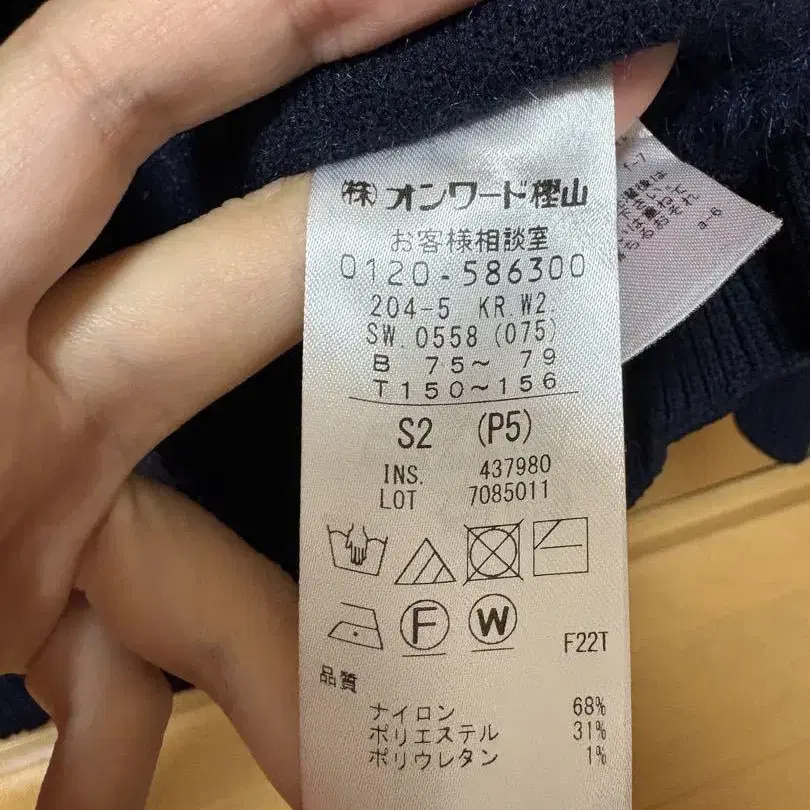 (株)オンワード樫山
お客様相談室
0120-586300
204-5 KR.W2.
SW.0558(075)
B 75～ 79
T150～156
S2 (P5)
INS. 437980
LOT 7085011
F W
F22T
品質
ナイロン 68%
ポリエステル 31%
ポリウレタン 1%